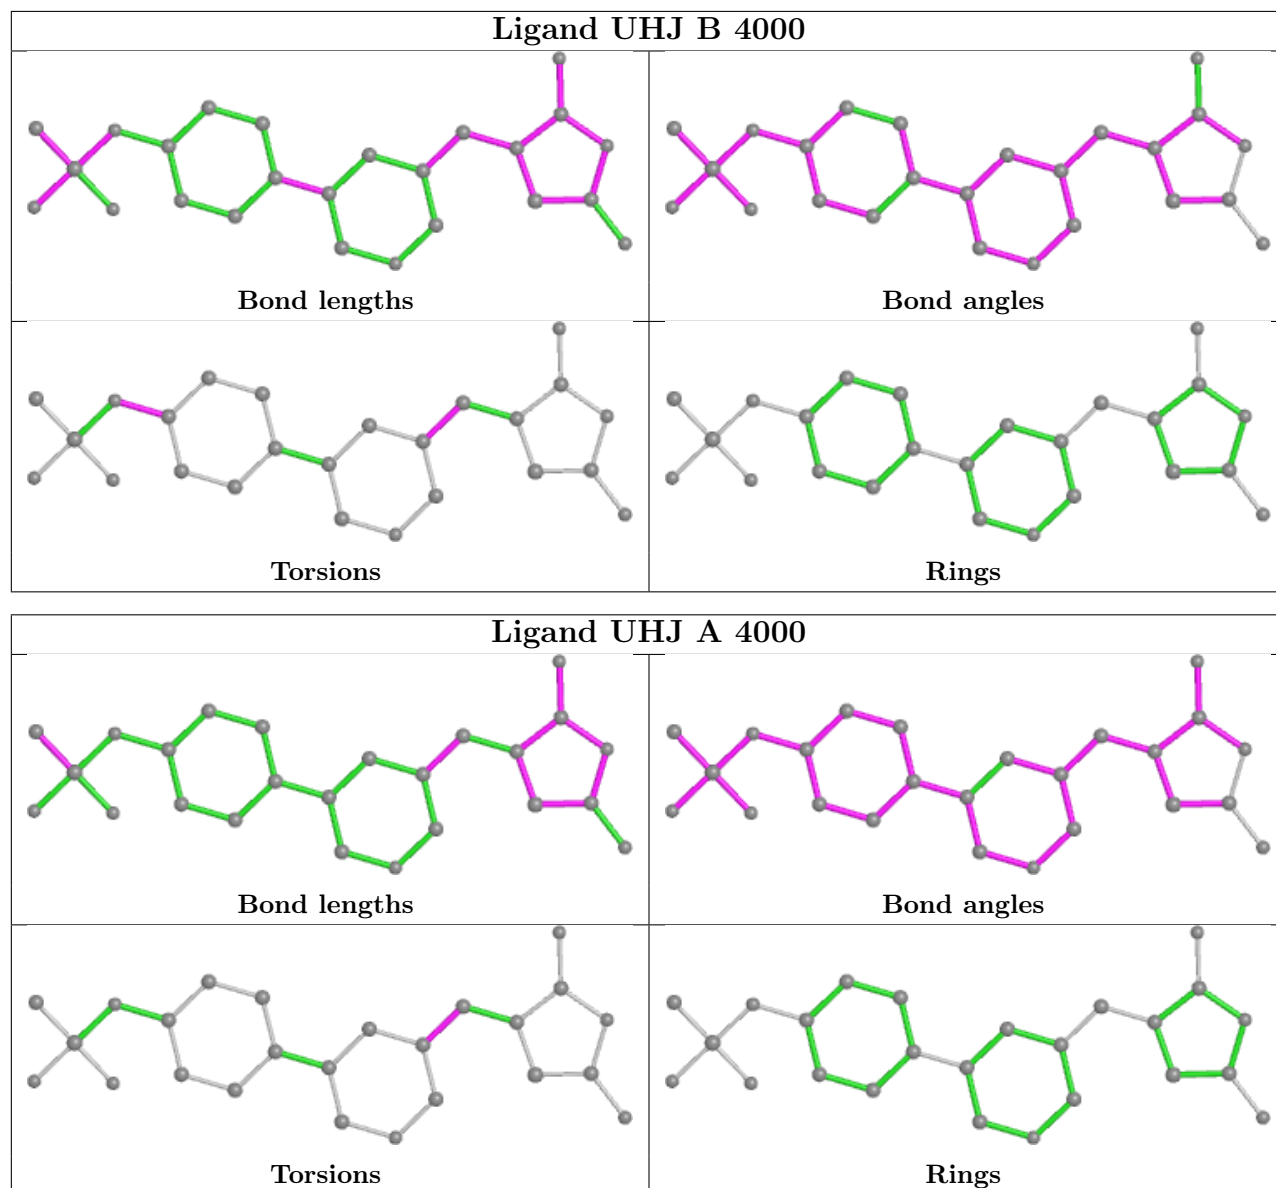 Ligand UHJ B 4000
Bond lengths
Bond angles
Torsions
Rings
Ligand UHJ A 4000
Bond lengths
Bond angles
Torsions
Rings